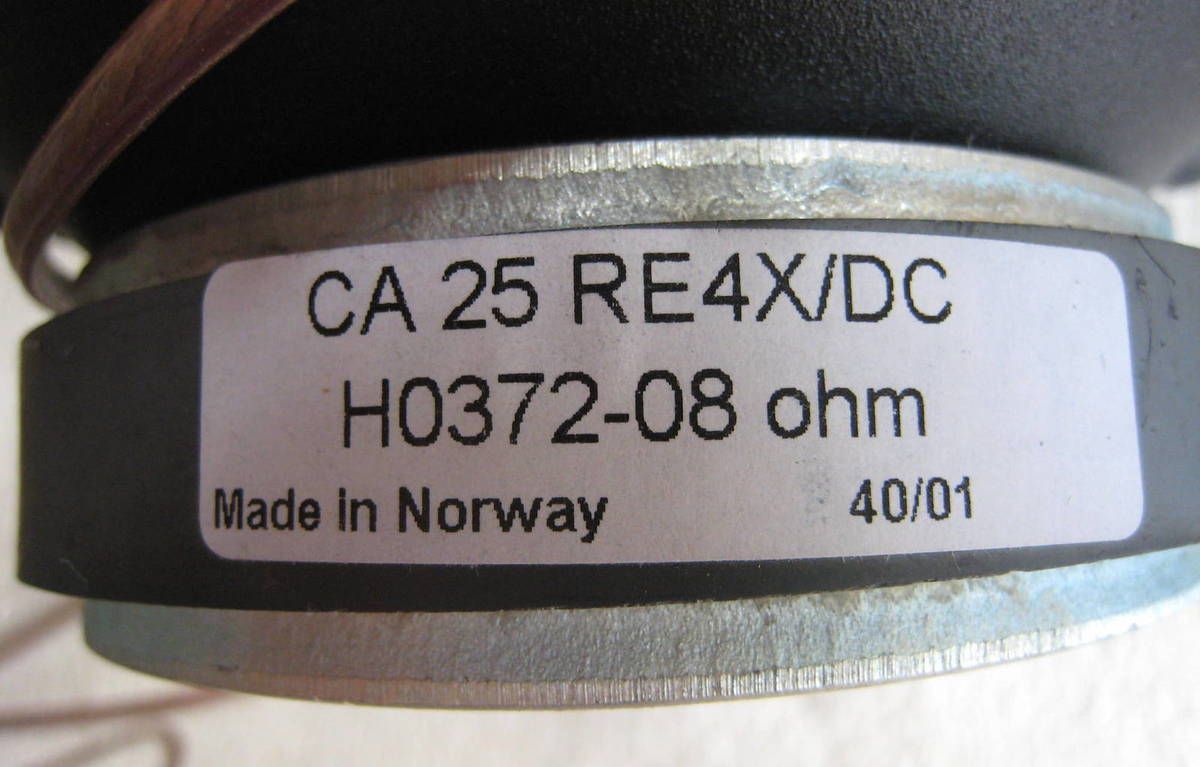 CA 25 RE4X/DC
H0372-08 ohm
Made in Norway 40/01